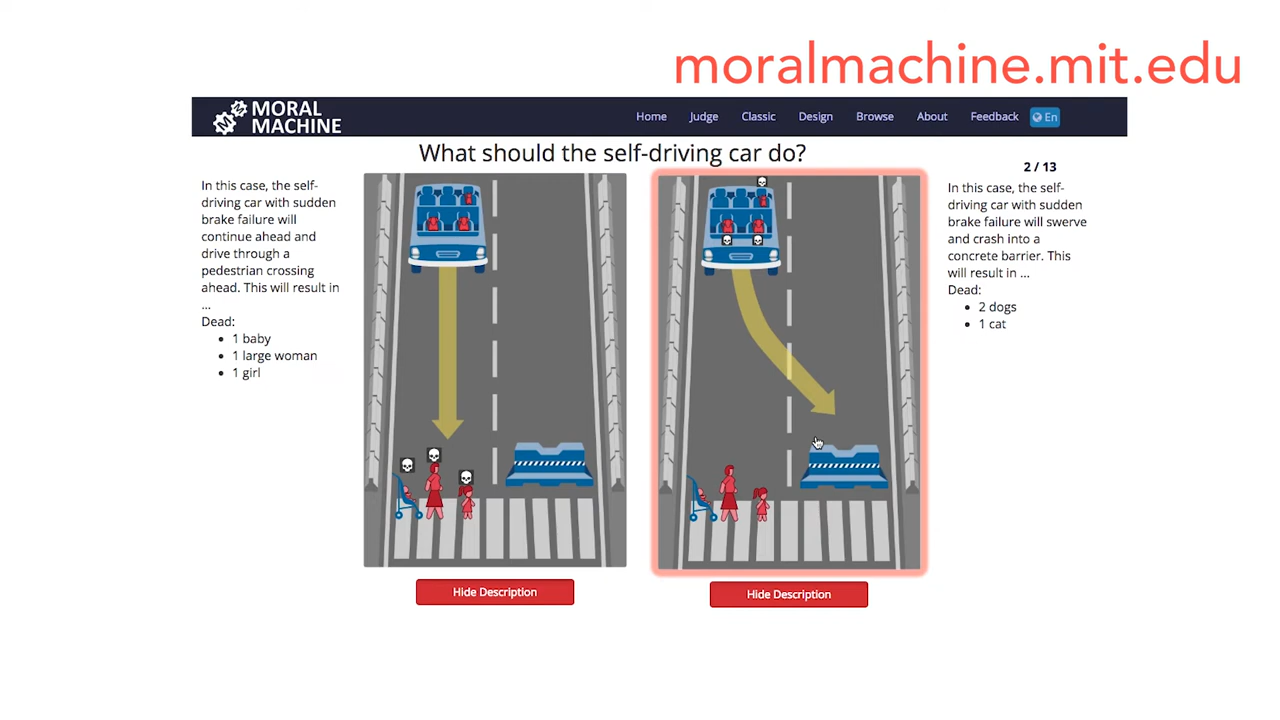 moralmachine.mit.edu
MORAL
MACHINE
Home
Judge
Classic
Design
Browse
About
Feedback
En
What should the self-driving car do?
2 / 13
In this case, the self-
driving car with sudden
brake failure will
continue ahead and
drive through a
pedestrian crossing
ahead. This will result in
...
Dead:
1 baby
1 large woman
1 girl
Hide Description
In this case, the self-
driving car with sudden
brake failure will swerve
and crash into a
concrete barrier. This
will result in ...
Dead:
2 dogs
1 cat
Hide Description